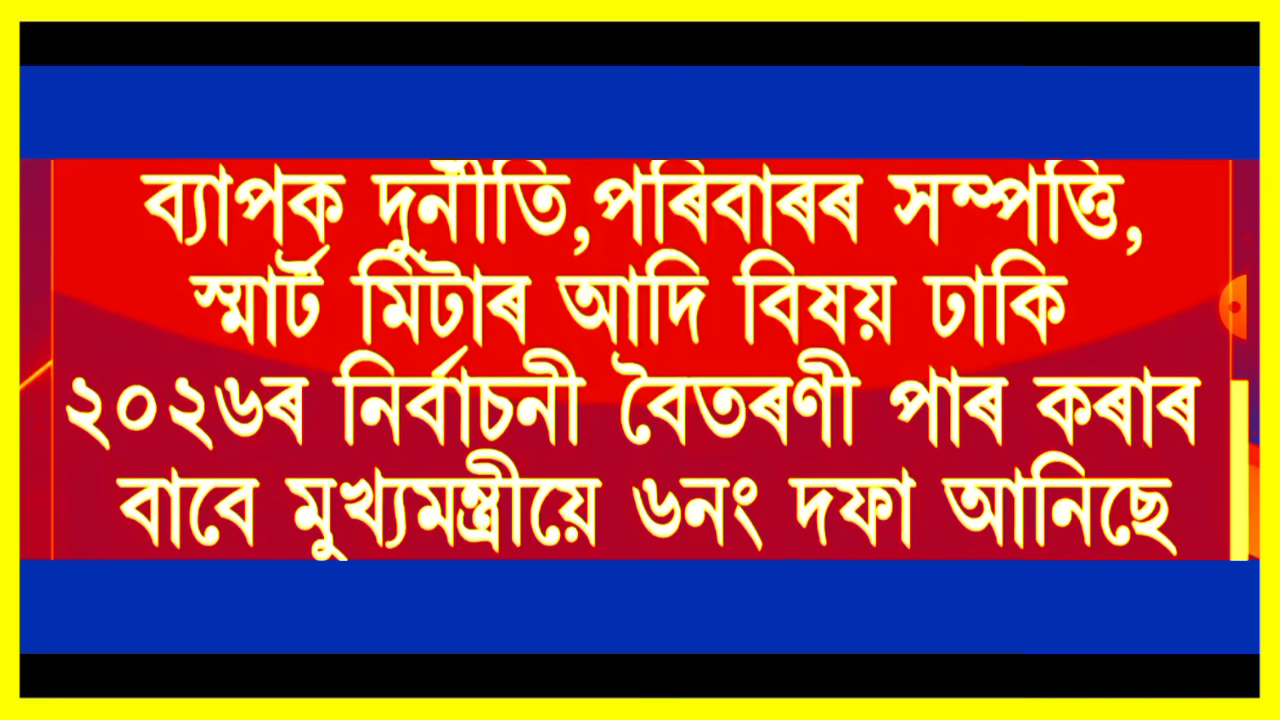 ব্যাপক দুৰ্নীতি,পৰিবাৰৰ সম্পত্তি,
স্মাৰ্ট মিটাৰ আদি বিষয় ঢাকি
২০২৬ৰ নিৰ্বাচনী বৈতৰণী পাৰ কৰাৰ
বাবে মুখ্যমন্ত্ৰীয়ে ৬নং দফা আনিছে